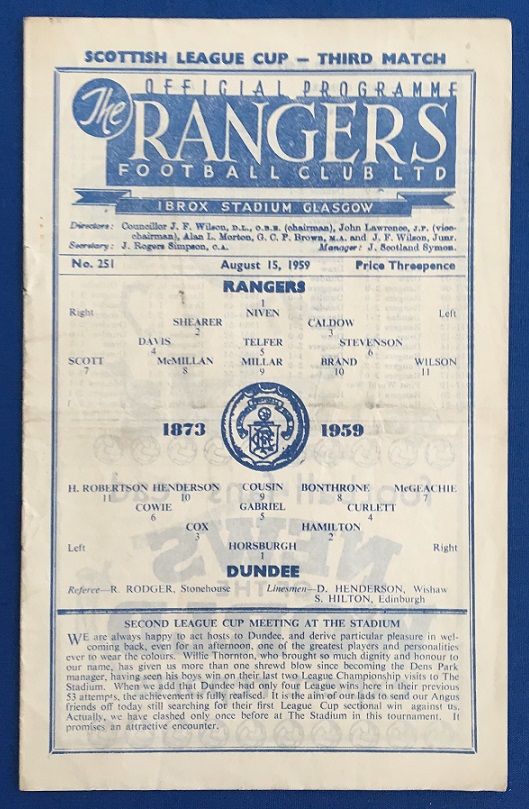 SCOTTISH LEAGUE CUP – THIRD MATCH
OFFICIAL PROGRAMME
The RANGERS
FOOTBALL CLUB LTD
IBROX STADIUM GLASGOW
Directors: Councillor J. F. Wilson, D.L., O.B.E. (chairman), John Lawrence, J.P. (vice-
chairman), Alan L. Morton, G. C. P. Brown, M.A. and J. F. Wilson, Junr.
Secretary: J. Rogers Simpson, C.A. Manager: J. Scotland Symon.
No. 251 August 15, 1959 Price Threepence
RANGERS
1
Right NIVEN Left
SHEARER CALDOW
2 3
DAVIS TELFER STEVENSON
4 5 6
SCOTT McMILLAN MILLAR BRAND WILSON
7 8 9 10 11
1873 1959
H. ROBERTSON HENDERSON COUSIN BONTHRONE McGEACHIE
11 10 9 8 7
COWIE GABRIEL CURLETT
6 5 4
COX HAMILTON
3 2
Left HORSBURGH Right
1
DUNDEE
Referee—R. RODGER, Stonehouse Linesmen—D. HENDERSON, Wishaw
S. HILTON, Edinburgh
SECOND LEAGUE CUP MEETING AT THE STADIUM
WE are always happy to act hosts to Dundee, and derive particular pleasure in wel-
coming back, even for an afternoon, one of the greatest players and personalities
ever to wear the colours. Willie Thornton, who brought so much dignity and honour to
our name, has given us more than one shrewd blow since becoming the Dens Park
manager, having seen his boys win on their last two League Championship visits to The
Stadium. When we add that Dundee had only four League wins here in their previous
53 attempts, the achievement is fully realised. It is the aim of our lads to send our Angus
friends off today still searching for their first League Cup sectional win against us.
Actually, we have clashed only once before at The Stadium in this tournament. It
promises an attractive encounter.